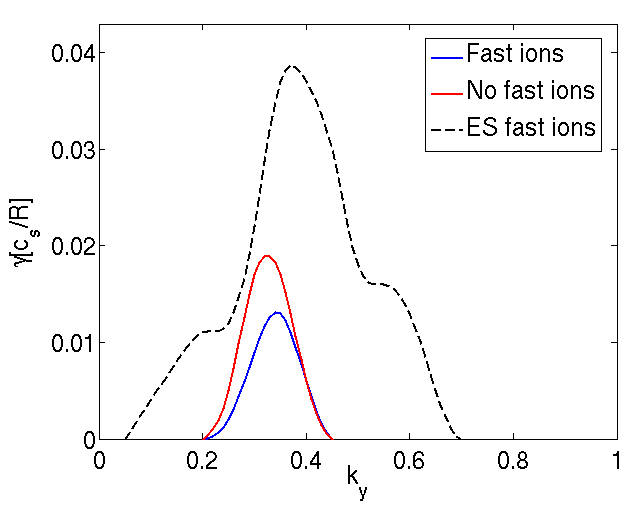 Fast ions
No fast ions
ES fast ions
γ[c_s/R]
0.04
0.03
0.02
0.01
0
0 0.2 0.4 0.6 0.8 1
k_y